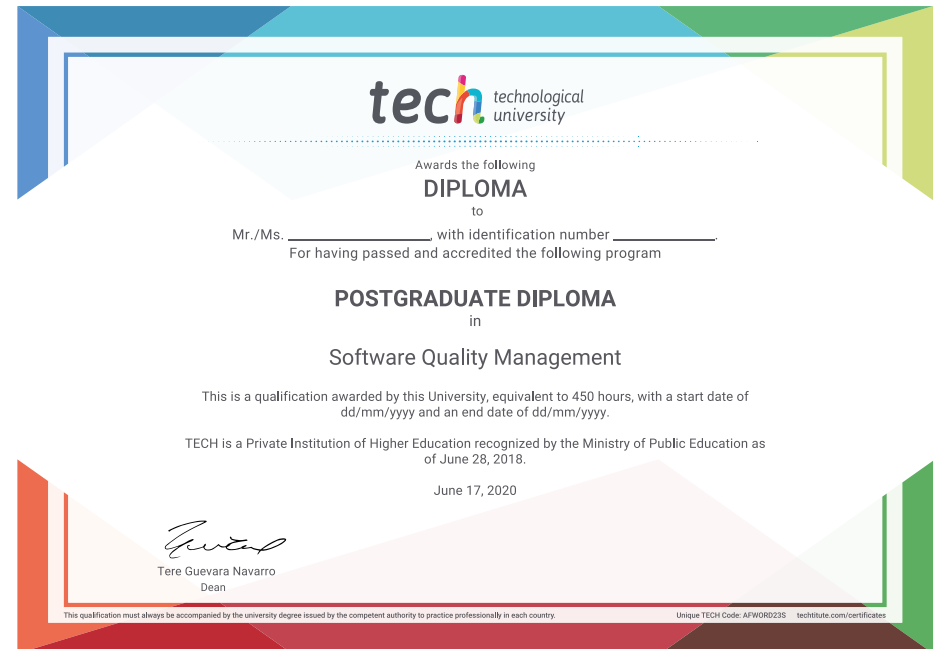 tech technological
university
Awards the following
DIPLOMA
to
Mr./Ms. ____________________, with identification number ______________.
For having passed and accredited the following program
POSTGRADUATE DIPLOMA
in
Software Quality Management
This is a qualification awarded by this University, equivalent to 450 hours, with a start date of
dd/mm/yyyy and an end date of dd/mm/yyyy.
TECH is a Private Institution of Higher Education recognized by the Ministry of Public Education as
of June 28, 2018.
June 17, 2020
Tere Guevara Navarro
Dean
This qualification must always be accompanied by the university degree issued by the competent authority to practice professionally in each country. Unique TECH Code: AFWORD23S techtitute.com/certificates